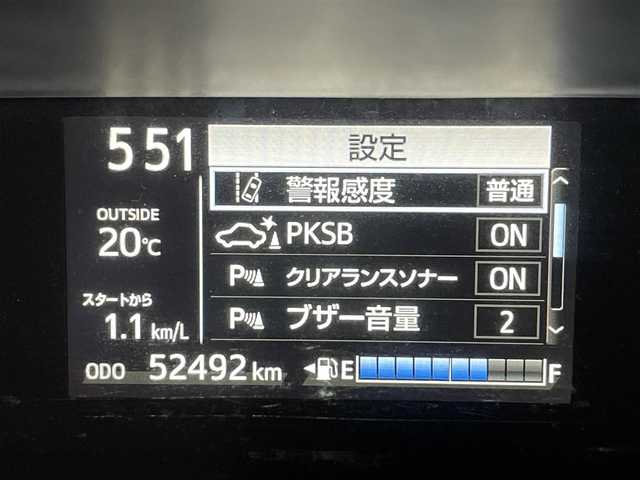 5 51
設定
警報感度 普通
OUTSIDE
20℃
PKSB ON
P クリアランスソナー ON
スタートから
1.1 km/L
P ブザー音量 2
ODO 52492 km
E F